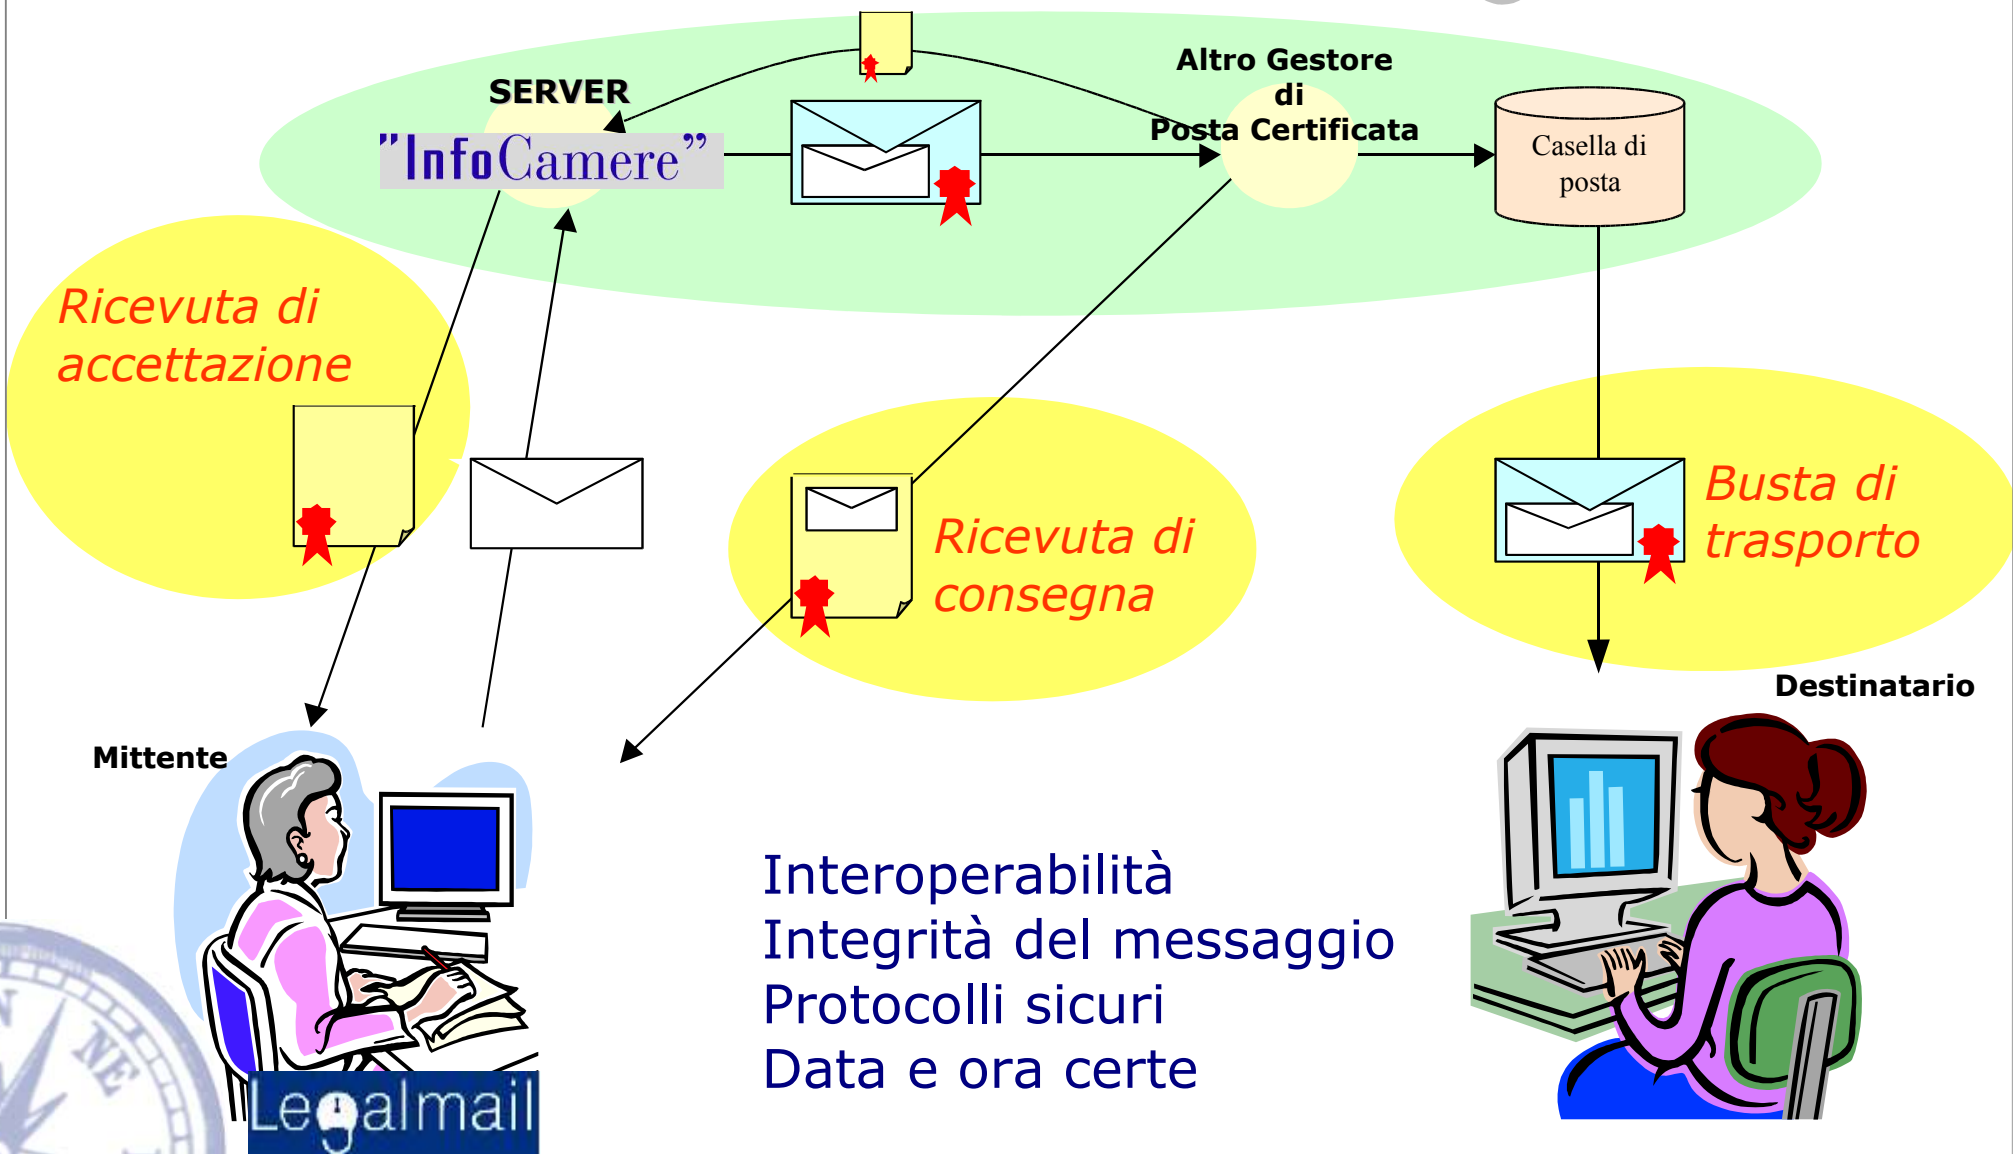 Altro Gestore
di
Posta Certificata
SERVER
"InfoCamere"
Casella di
posta
Ricevuta di
accettazione
Ricevuta di
consegna
Busta di
trasporto
Destinatario
Mittente
Interoperabilità
Integrità del messaggio
Protocolli sicuri
Data e ora certe
N
NE
Legalmail